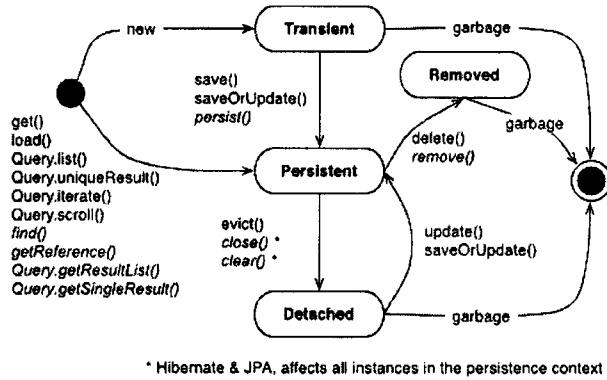 new
Transient
garbage
Removed
save()
saveOrUpdate()
persist()
get()
load()
Query.list()
Query.uniqueResult()
Query.iterate()
Query.scroll()
find()
getReference()
Query.getResultList()
Query.getSingleResult()
delete()
remove()
garbage
Persistent
evict()
close() *
clear() *
update()
saveOrUpdate()
Detached
garbage
* Hibernate & JPA, affects all instances in the persistence context